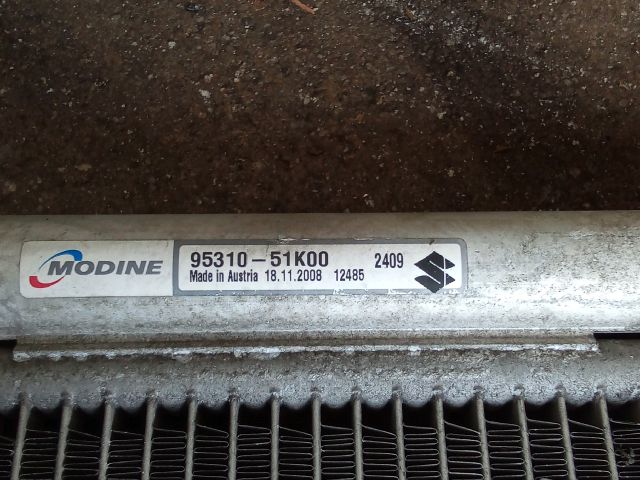 MODINE
95310-51K00 2409
Made in Austria 18.11.2008 12485